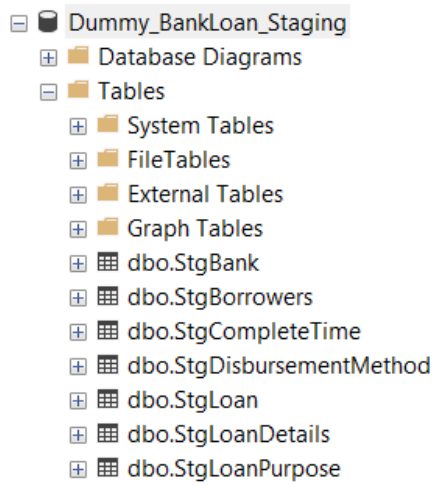 Dummy_BankLoan_Staging
Database Diagrams
Tables
System Tables
FileTables
External Tables
Graph Tables
dbo.StgBank
dbo.StgBorrowers
dbo.StgCompleteTime
dbo.StgDisbursementMethod
dbo.StgLoan
dbo.StgLoanDetails
dbo.StgLoanPurpose